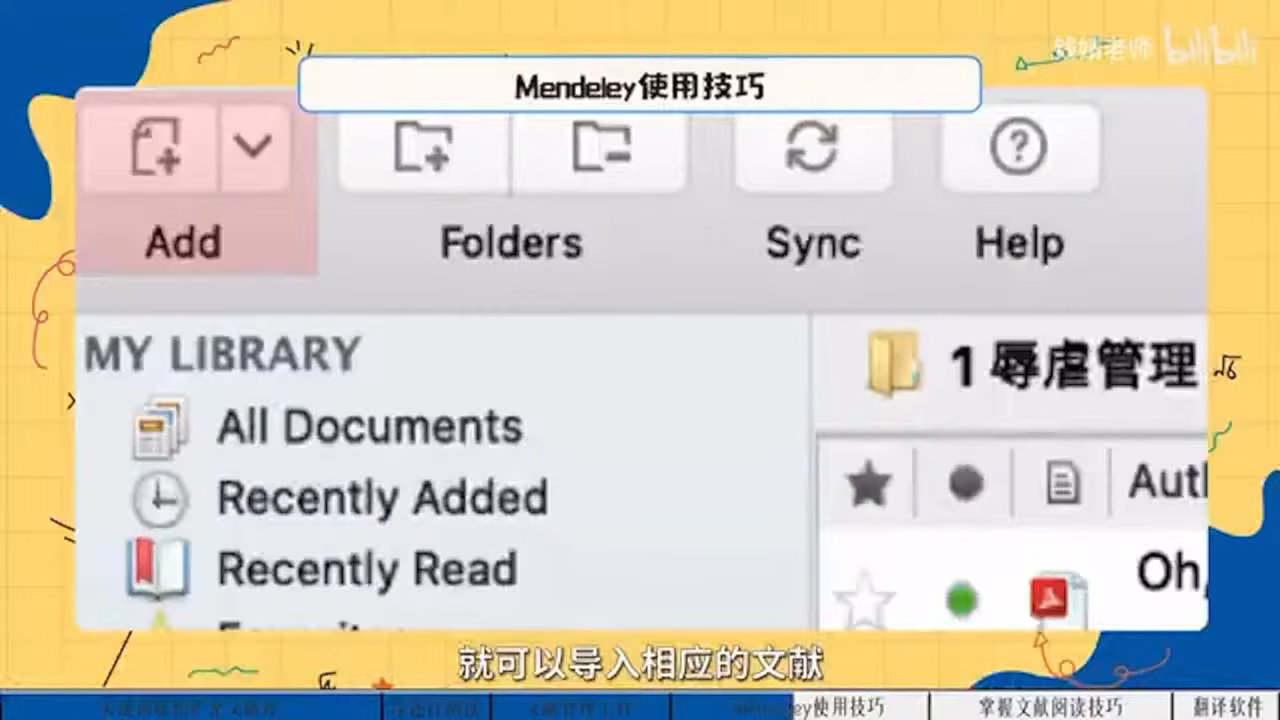 Mendeley使用技巧
bilibili
Add
Folders
Sync
Help
MY LIBRARY
All Documents
Recently Added
Recently Read
1 辱虐管理
Oh,
就可以导入相应的文献
使用技巧
掌握文献阅读技巧
翻译软件